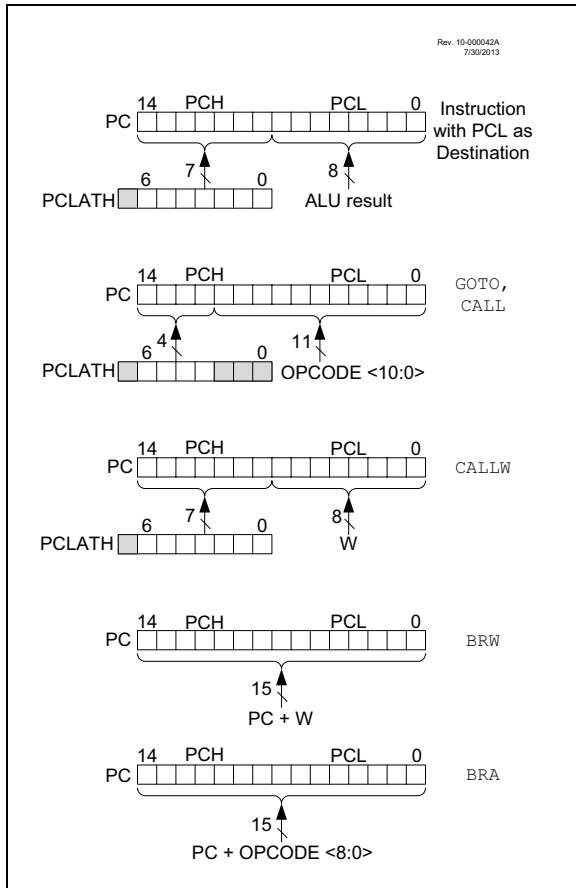 Rev. 10-000042A
7/30/2013
14 PCH PCL 0
PC
Instruction
with PCL as
Destination
6 7 0 8
PCLATH ALU result
14 PCH PCL 0
PC
GOTO,
CALL
6 4 0 11
PCLATH OPCODE <10:0>
14 PCH PCL 0
PC CALLW
6 7 0 8
PCLATH W
14 PCH PCL 0
PC BRW
15
PC + W
14 PCH PCL 0
PC BRA
15
PC + OPCODE <8:0>